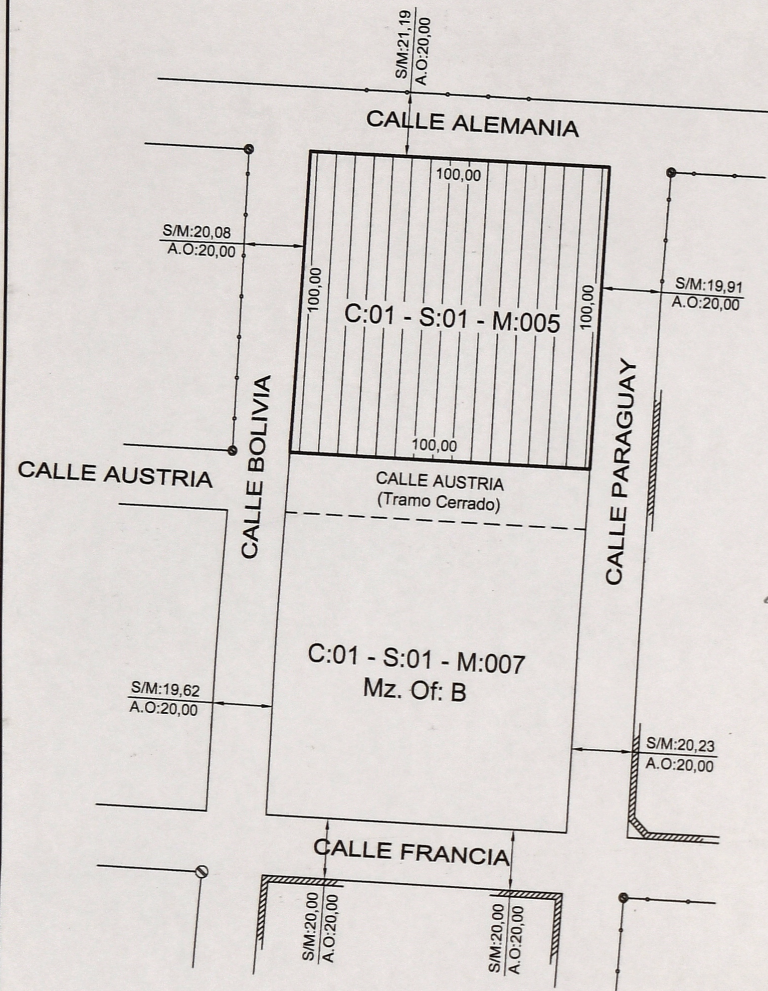 S/M:21,19
A.O:20,00
CALLE ALEMANIA
100,00
S/M:20,08
A.O:20,00
100,00
C:01 - S:01 - M:005
100,00
S/M:19,91
A.O:20,00
100,00
CALLE BOLIVIA
CALLE PARAGUAY
CALLE AUSTRIA
CALLE AUSTRIA
(Tramo Cerrado)
C:01 - S:01 - M:007
Mz. Of: B
S/M:19,62
A.O:20,00
S/M:20,23
A.O:20,00
CALLE FRANCIA
S/M:20,00
A.O:20,00
S/M:20,00
A.O:20,00